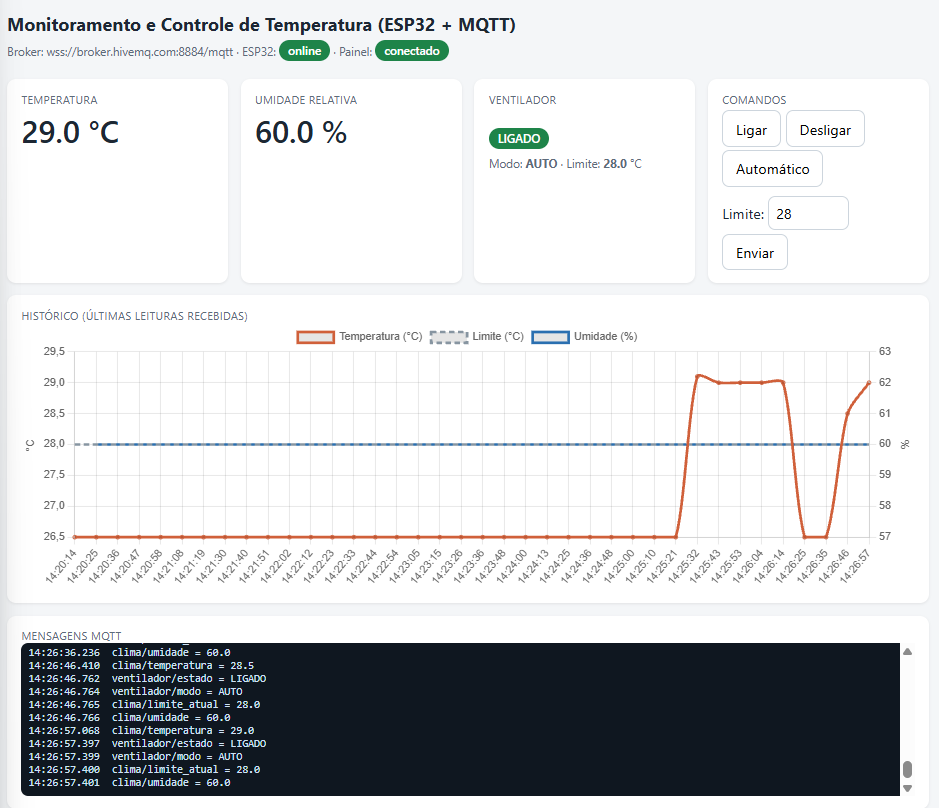 Monitoramento e Controle de Temperatura (ESP32 + MQTT)
Broker: wss://broker.hivemq.com:8884/mqtt · ESP32: online · Painel: conectado
TEMPERATURA
29.0 °C
UMIDADE RELATIVA
60.0 %
VENTILADOR
LIGADO
Modo: AUTO · Limite: 28.0 °C
COMANDOS
Ligar Desligar
Automático
Limite: 28
Enviar
HISTÓRICO (ÚLTIMAS LEITURAS RECEBIDAS)
Temperatura (°C) Limite (°C) Umidade (%)
29,5 63
29,0 62
28,5 61
28,0 60
27,5 59
27,0 58
26,5 57
°C
%
14:20:14 14:20:25 14:20:36 14:20:47 14:20:58 14:21:08 14:21:19 14:21:30 14:21:40 14:21:51 14:22:02 14:22:12 14:22:23 14:22:33 14:22:44 14:22:54 14:23:05 14:23:15 14:23:26 14:23:36 14:23:48 14:24:00 14:24:13 14:24:25 14:24:36 14:24:48 14:25:00 14:25:10 14:25:21 14:25:32 14:25:43 14:25:53 14:26:04 14:26:14 14:26:25 14:26:35 14:26:46 14:26:57
MENSAGENS MQTT
14:26:36.236 clima/umidade = 60.0
14:26:46.410 clima/temperatura = 28.5
14:26:46.762 ventilador/estado = LIGADO
14:26:46.764 ventilador/modo = AUTO
14:26:46.765 clima/limite_atual = 28.0
14:26:46.766 clima/umidade = 60.0
14:26:57.068 clima/temperatura = 29.0
14:26:57.397 ventilador/estado = LIGADO
14:26:57.399 ventilador/modo = AUTO
14:26:57.400 clima/limite_atual = 28.0
14:26:57.401 clima/umidade = 60.0